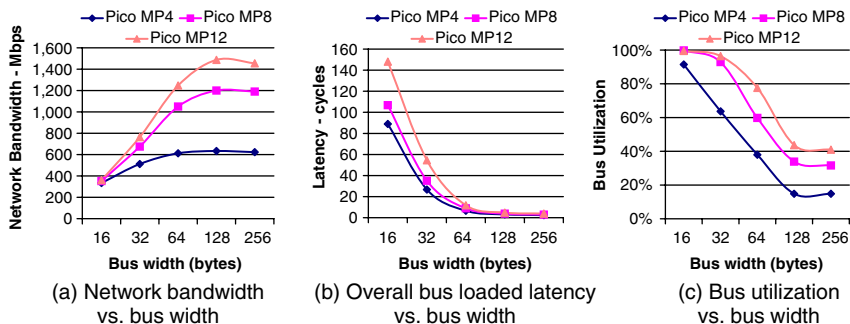 Pico MP4 Pico MP8
Pico MP12
Network Bandwidth - Mbps
1,600
1,400
1,200
1,000
800
600
400
200
0
16 32 64 128 256
Bus width (bytes)
(a) Network bandwidth
vs. bus width
Pico MP4 Pico MP8
Pico MP12
Latency - cycles
160
140
120
100
80
60
40
20
0
16 32 64 128 256
Bus width (bytes)
(b) Overall bus loaded latency
vs. bus width
Pico MP4 Pico MP8
Pico MP12
Bus Utilization
100%
80%
60%
40%
20%
0%
16 32 64 128 256
Bus width (bytes)
(c) Bus utilization
vs. bus width